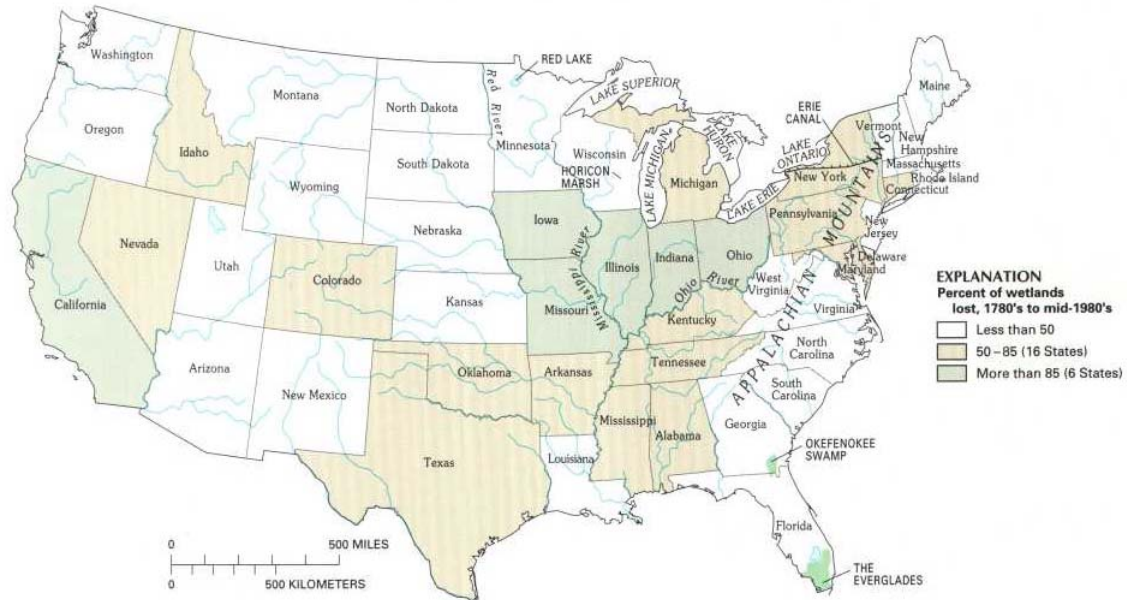 Washington
Oregon
Idaho
Montana
Wyoming
North Dakota
South Dakota
Nebraska
Kansas
Red River
Minnesota
RED LAKE
LAKE SUPERIOR
Wisconsin
HORICON
MARSH
LAKE MICHIGAN
LAKE
HURON
Michigan
LAKE ERIE
LAKE
ONTARIO
ERIE
CANAL
New York
Vermont
Maine
New
Hampshire
Massachusetts
Rhode Island
Connecticut
Pennsylvania
New
Jersey
Delaware
Maryland
APPALACHIAN MOUNTAINS
West
Virginia
Virginia
North
Carolina
South
Carolina
Georgia
OKEFENOKEE
SWAMP
Florida
THE
EVERGLADES
California
Nevada
Utah
Colorado
Arizona
New Mexico
Texas
Oklahoma
Arkansas
Louisiana
Mississippi
Alabama
Tennessee
Kentucky
Iowa
Missouri
Mississippi River
Illinois
Indiana
Ohio
Ohio River
EXPLANATION
Percent of wetlands
lost, 1780's to mid-1980's
Less than 50
50–85 (16 States)
More than 85 (6 States)
0 500 MILES
0 500 KILOMETERS